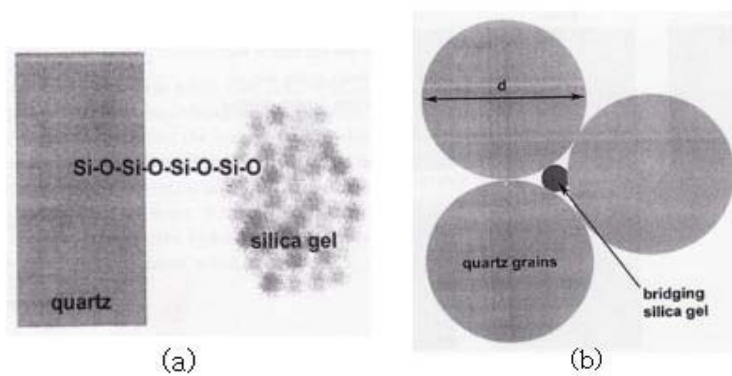 Si-O-Si-O-Si-O-Si-O
silica gel
quartz
(a)
d
quartz grains
bridging
silica gel
(b)